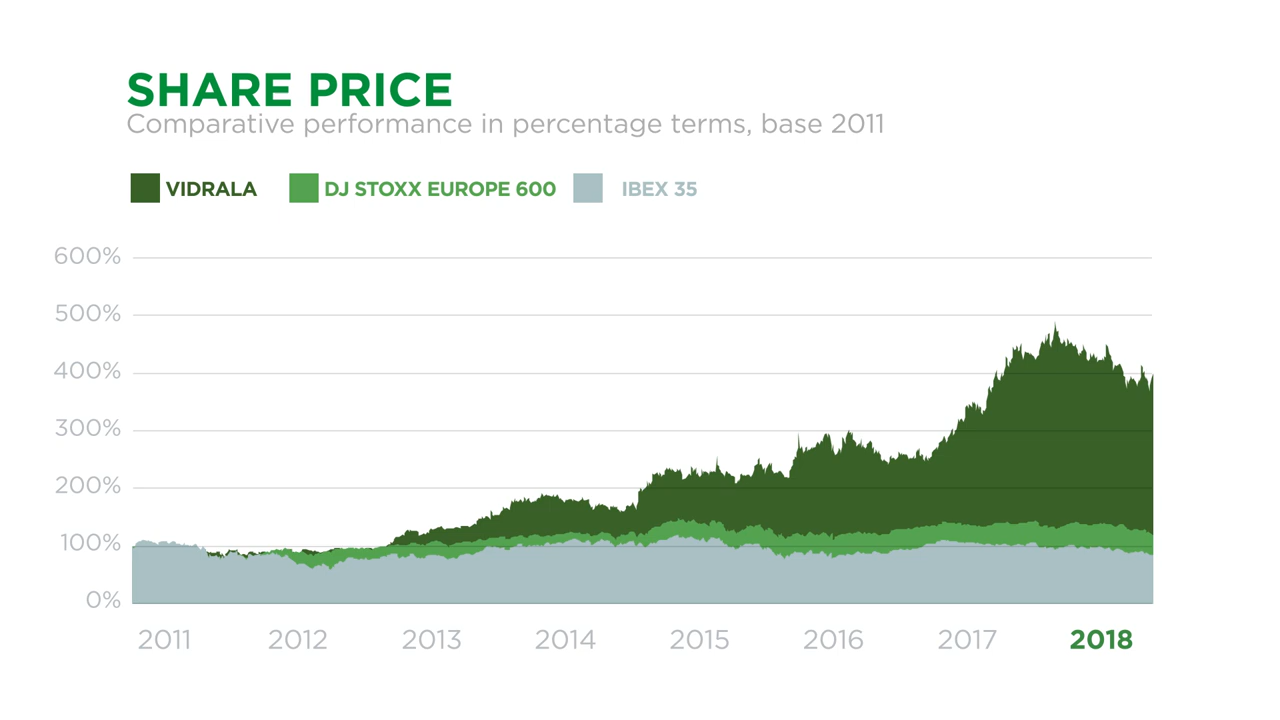 SHARE PRICE
Comparative performance in percentage terms, base 2011
VIDRALA DJ STOXX EUROPE 600 IBEX 35
600%
500%
400%
300%
200%
100%
0%
2011 2012 2013 2014 2015 2016 2017 2018